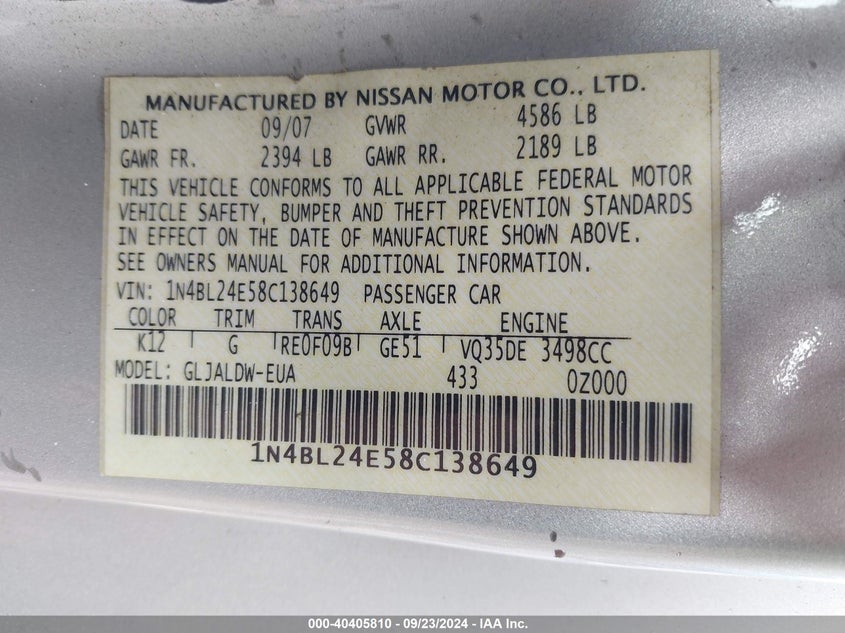 MANUFACTURED BY NISSAN MOTOR CO., LTD.
DATE 09/07 GVWR 4586 LB
GAWR FR. 2394 LB GAWR RR. 2189 LB
THIS VEHICLE CONFORMS TO ALL APPLICABLE FEDERAL MOTOR
VEHICLE SAFETY, BUMPER AND THEFT PREVENTION STANDARDS
IN EFFECT ON THE DATE OF MANUFACTURE SHOWN ABOVE.
SEE OWNERS MANUAL FOR ADDITIONAL INFORMATION.
VIN: 1N4BL24E58C138649 PASSENGER CAR
COLOR TRIM TRANS AXLE ENGINE
K12 G RE0F09B GE51 VQ35DE 3498CC
MODEL: GLJALDW-EUA 433 0Z000
1N4BL24E58C138649
000-40405810 - 09/23/2024 - IAA Inc.